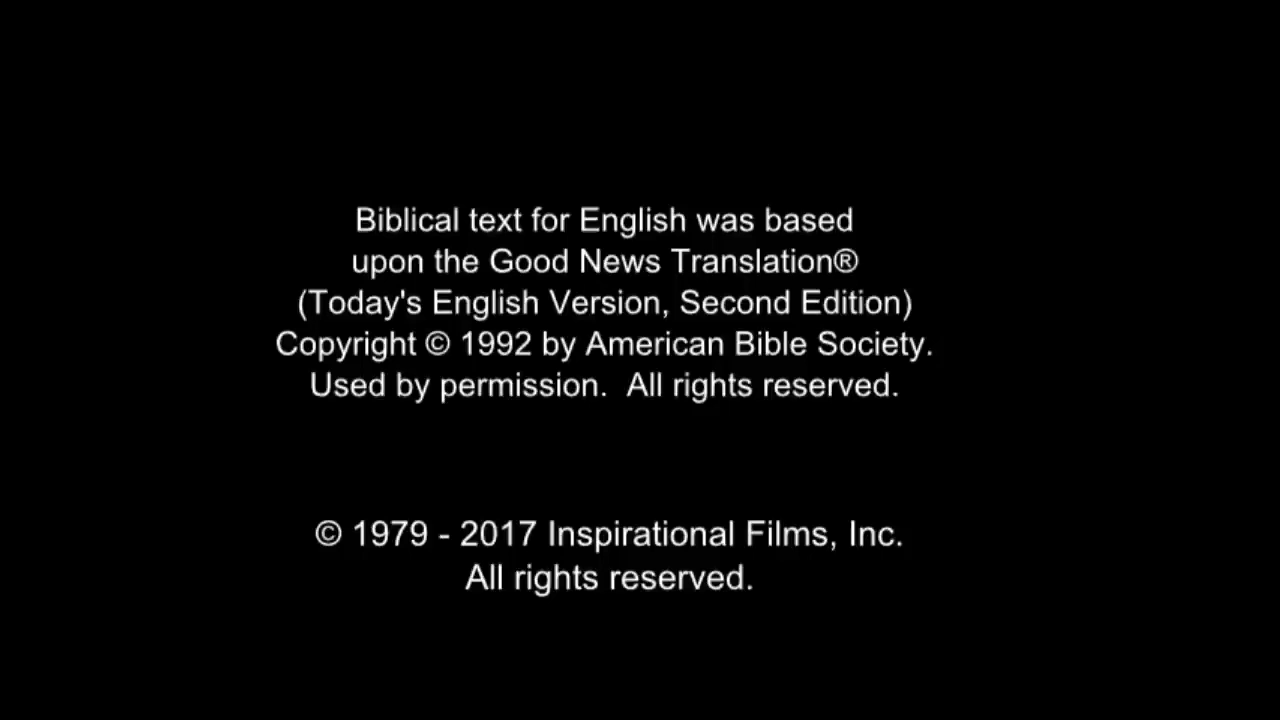 Biblical text for English was based
upon the Good News Translation®
(Today's English Version, Second Edition)
Copyright © 1992 by American Bible Society.
Used by permission.  All rights reserved.
© 1979 - 2017 Inspirational Films, Inc.
All rights reserved.